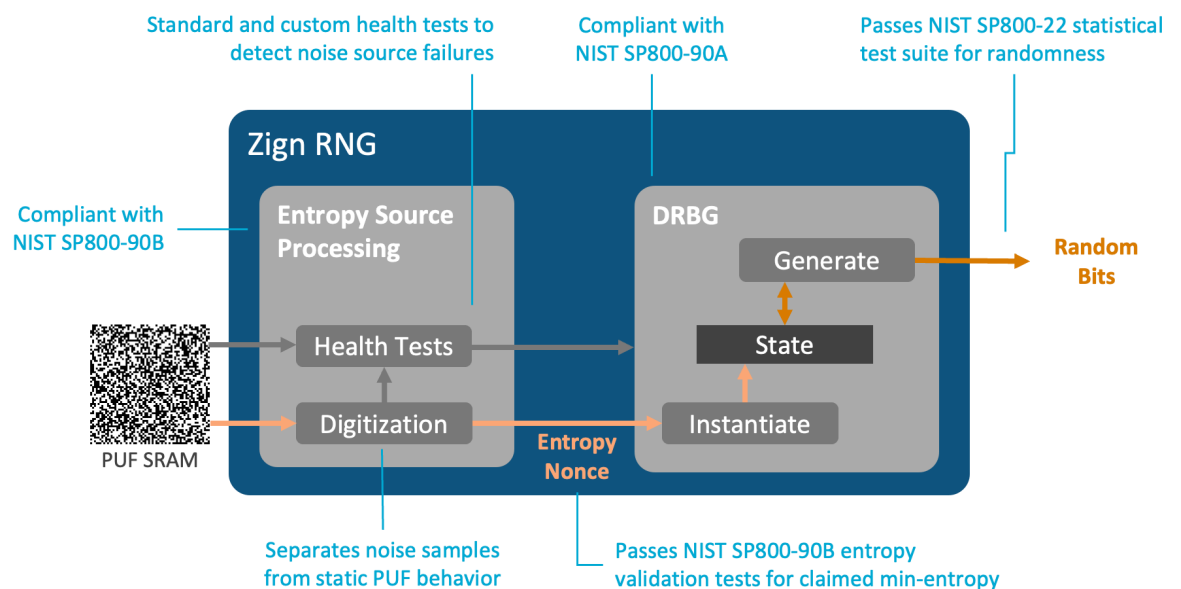 Standard and custom health tests to
detect noise source failures
Compliant with
NIST SP800-90A
Passes NIST SP800-22 statistical
test suite for randomness
Zign RNG
Compliant with
NIST SP800-90B
Entropy Source
Processing
DRBG
Generate
Random
Bits
Health Tests
State
Digitization
Instantiate
Entropy
Nonce
PUF SRAM
Separates noise samples
from static PUF behavior
Passes NIST SP800-90B entropy
validation tests for claimed min-entropy